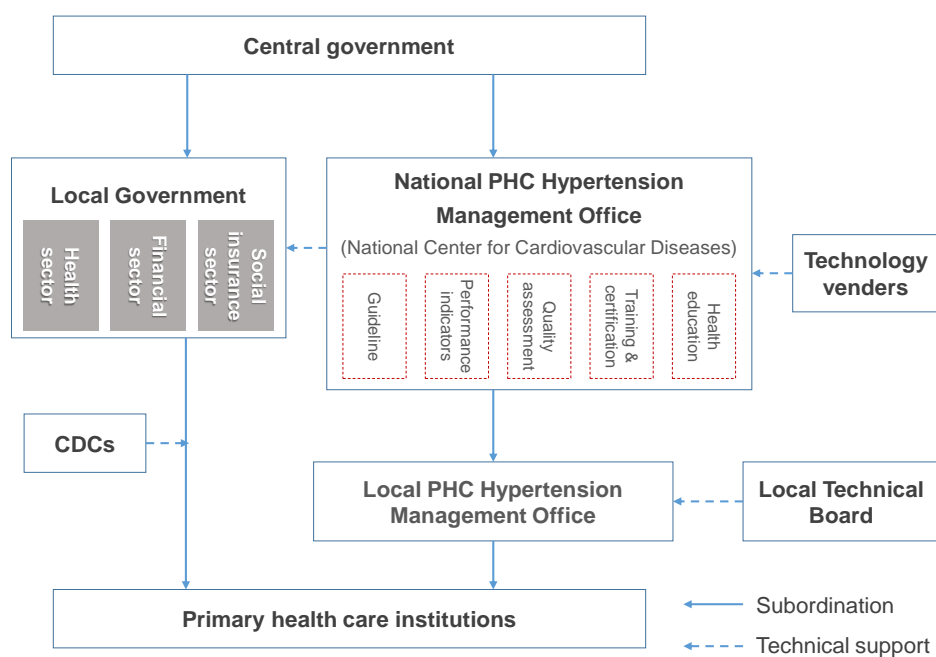 Central government
Local Government
Health
sector
Financial
sector
Social
insurance
sector
National PHC Hypertension
Management Office
(National Center for Cardiovascular Diseases)
Guideline
Performance
indicators
Quality
assessment
Training &
certification
Health
education
Technology
venders
CDCs
Local PHC Hypertension
Management Office
Local Technical
Board
Primary health care institutions
Subordination
Technical support